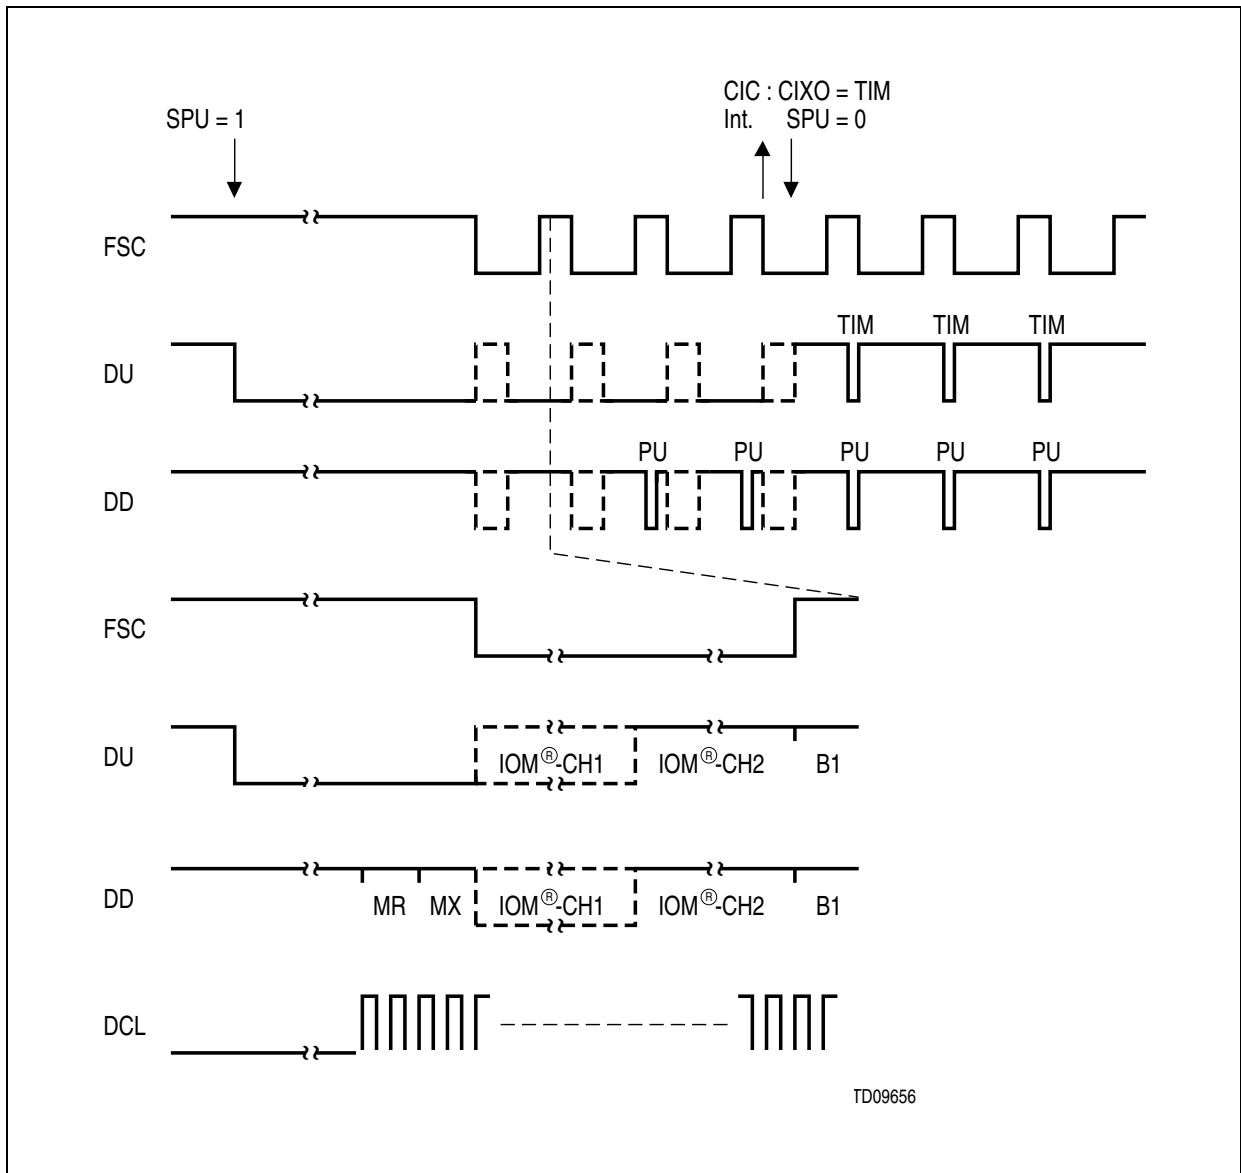 CIC : CIXO = TIM
SPU = 1
Int. SPU = 0
FSC
TIM TIM TIM
DU
PU PU PU PU PU
DD
FSC
DU
IOM®-CH1 IOM®-CH2 B1
DD
MR MX IOM®-CH1 IOM®-CH2 B1
DCL
TD09656